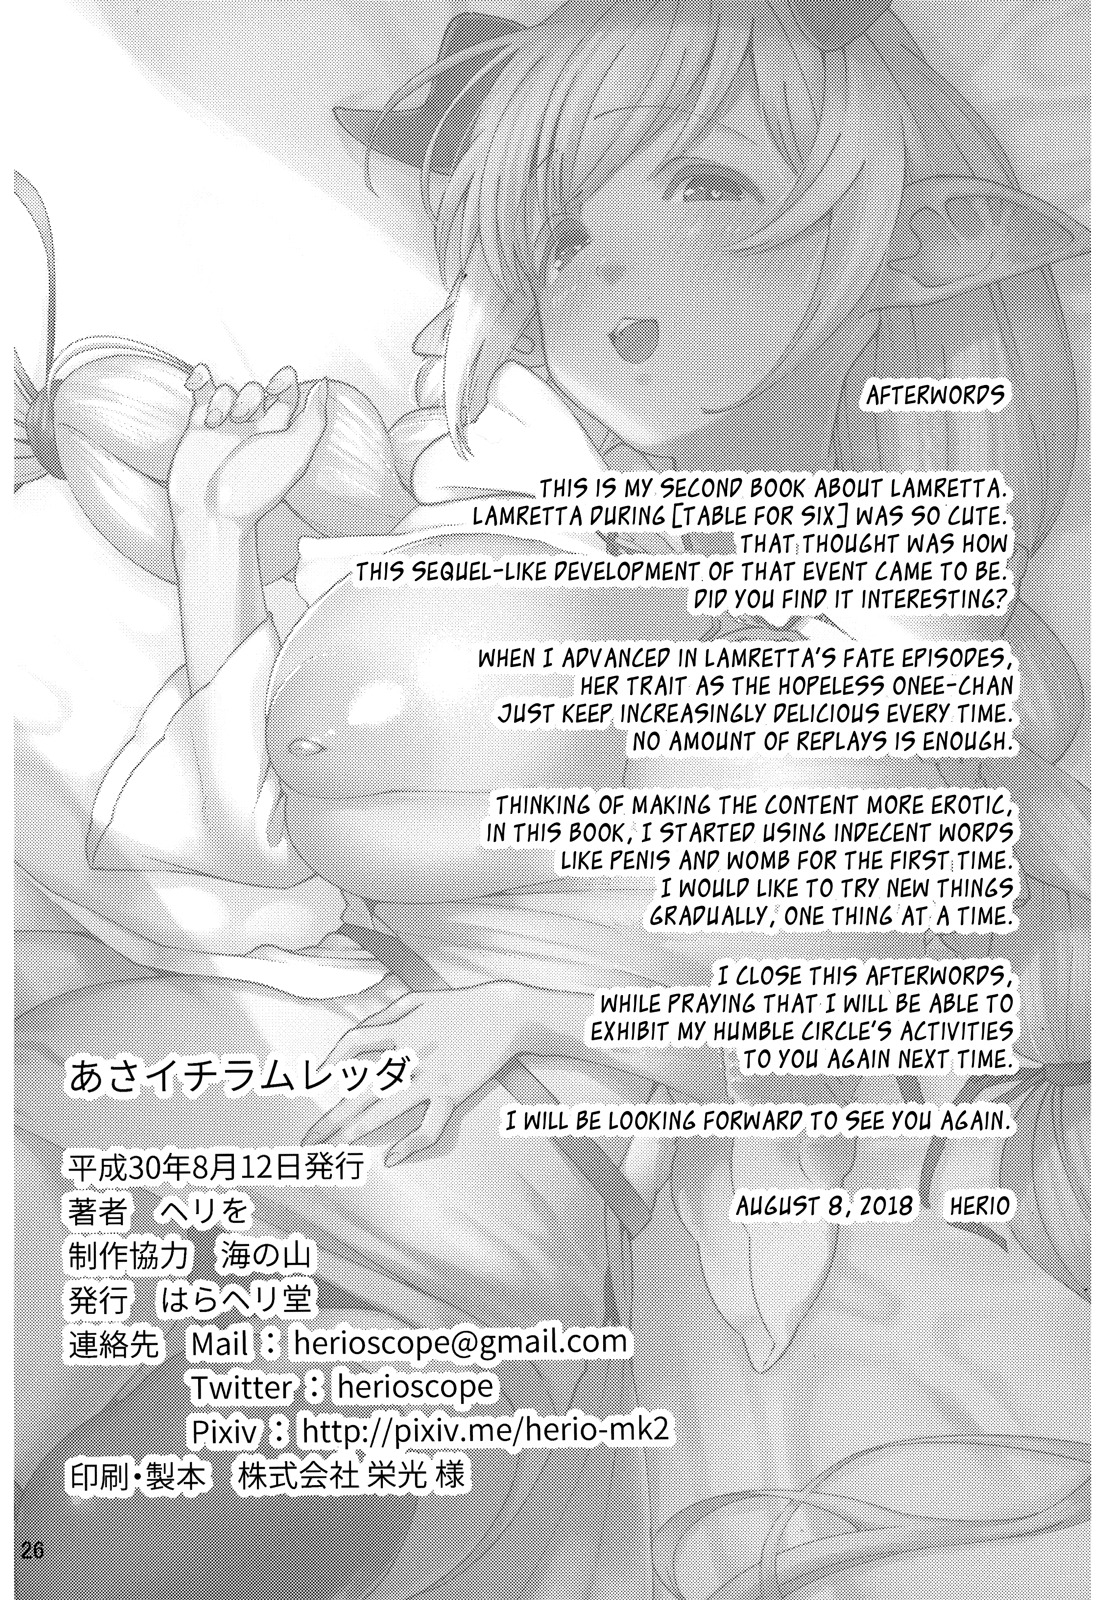 AFTERWORDS
THIS IS MY SECOND BOOK ABOUT LAMRETTA.
LAMRETTA DURING [TABLE FOR SIX] WAS SO CUTE.
THAT THOUGHT WAS HOW
THIS SEQUEL-LIKE DEVELOPMENT OF THAT EVENT CAME TO BE.
DID YOU FIND IT INTERESTING?
WHEN I ADVANCED IN LAMRETTA'S FATE EPISODES,
HER TRAIT AS THE HOPELESS ONEE-CHAN
JUST KEEP INCREASINGLY DELICIOUS EVERY TIME.
NO AMOUNT OF REPLAYS IS ENOUGH.
THINKING OF MAKING THE CONTENT MORE EROTIC,
IN THIS BOOK, I STARTED USING INDECENT WORDS
LIKE PENIS AND WOMB FOR THE FIRST TIME.
I WOULD LIKE TO TRY NEW THINGS
GRADUALLY, ONE THING AT A TIME.
I CLOSE THIS AFTERWORDS,
WHILE PRAYING THAT I WILL BE ABLE TO
EXHIBIT MY HUMBLE CIRCLE'S ACTIVITIES
TO YOU AGAIN NEXT TIME.
I WILL BE LOOKING FORWARD TO SEE YOU AGAIN.
AUGUST 8, 2018 HERIO
あさイチラムレッダ
平成30年8月12日発行
著者 ヘリを
制作協力 海の山
発行 はらヘリ堂
連絡先 Mail： herioscope@gmail.com
Twitter： herioscope
Pixiv： http://pixiv.me/herio-mk2
印刷・製本 株式会社 栄光 様
26